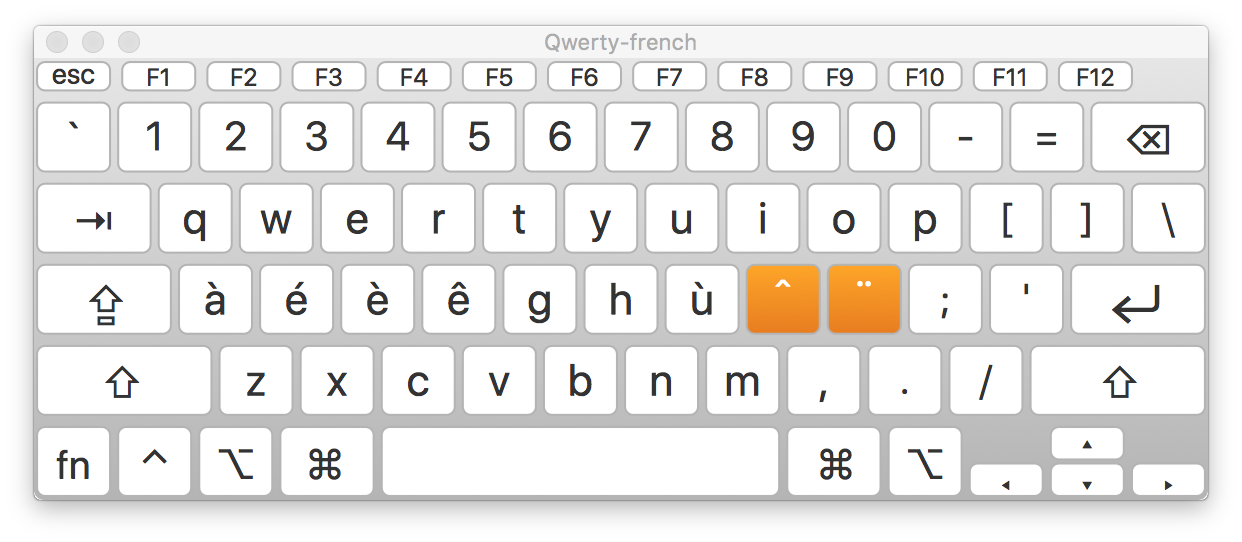 Qwerty-french
esc F1 F2 F3 F4 F5 F6 F7 F8 F9 F10 F11 F12
` 1 2 3 4 5 6 7 8 9 0 - = ⌫
⇥ q w e r t y u i o p [ ] \
⇪ à é è ê g h ù ˆ ¨ ; ' ↩
⇧ z x c v b n m , . / ⇧
fn ⌃ ⌥ ⌘ ⌘ ⌥ ◂ ▴ ▾ ▸